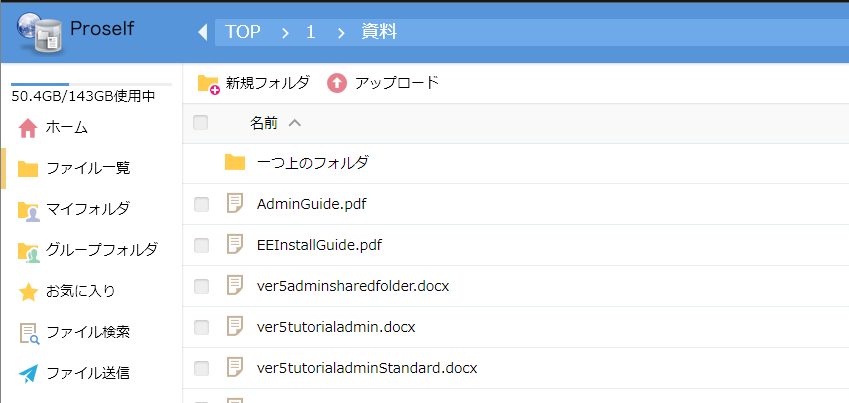 Proself
TOP > 1 > 資料
50.4GB/143GB使用中
ホーム
ファイル一覧
マイフォルダ
グループフォルダ
お気に入り
ファイル検索
ファイル送信
新規フォルダ アップロード
名前
一つ上のフォルダ
AdminGuide.pdf
EEInstallGuide.pdf
ver5adminsharedfolder.docx
ver5tutorialadmin.docx
ver5tutorialadminStandard.docx